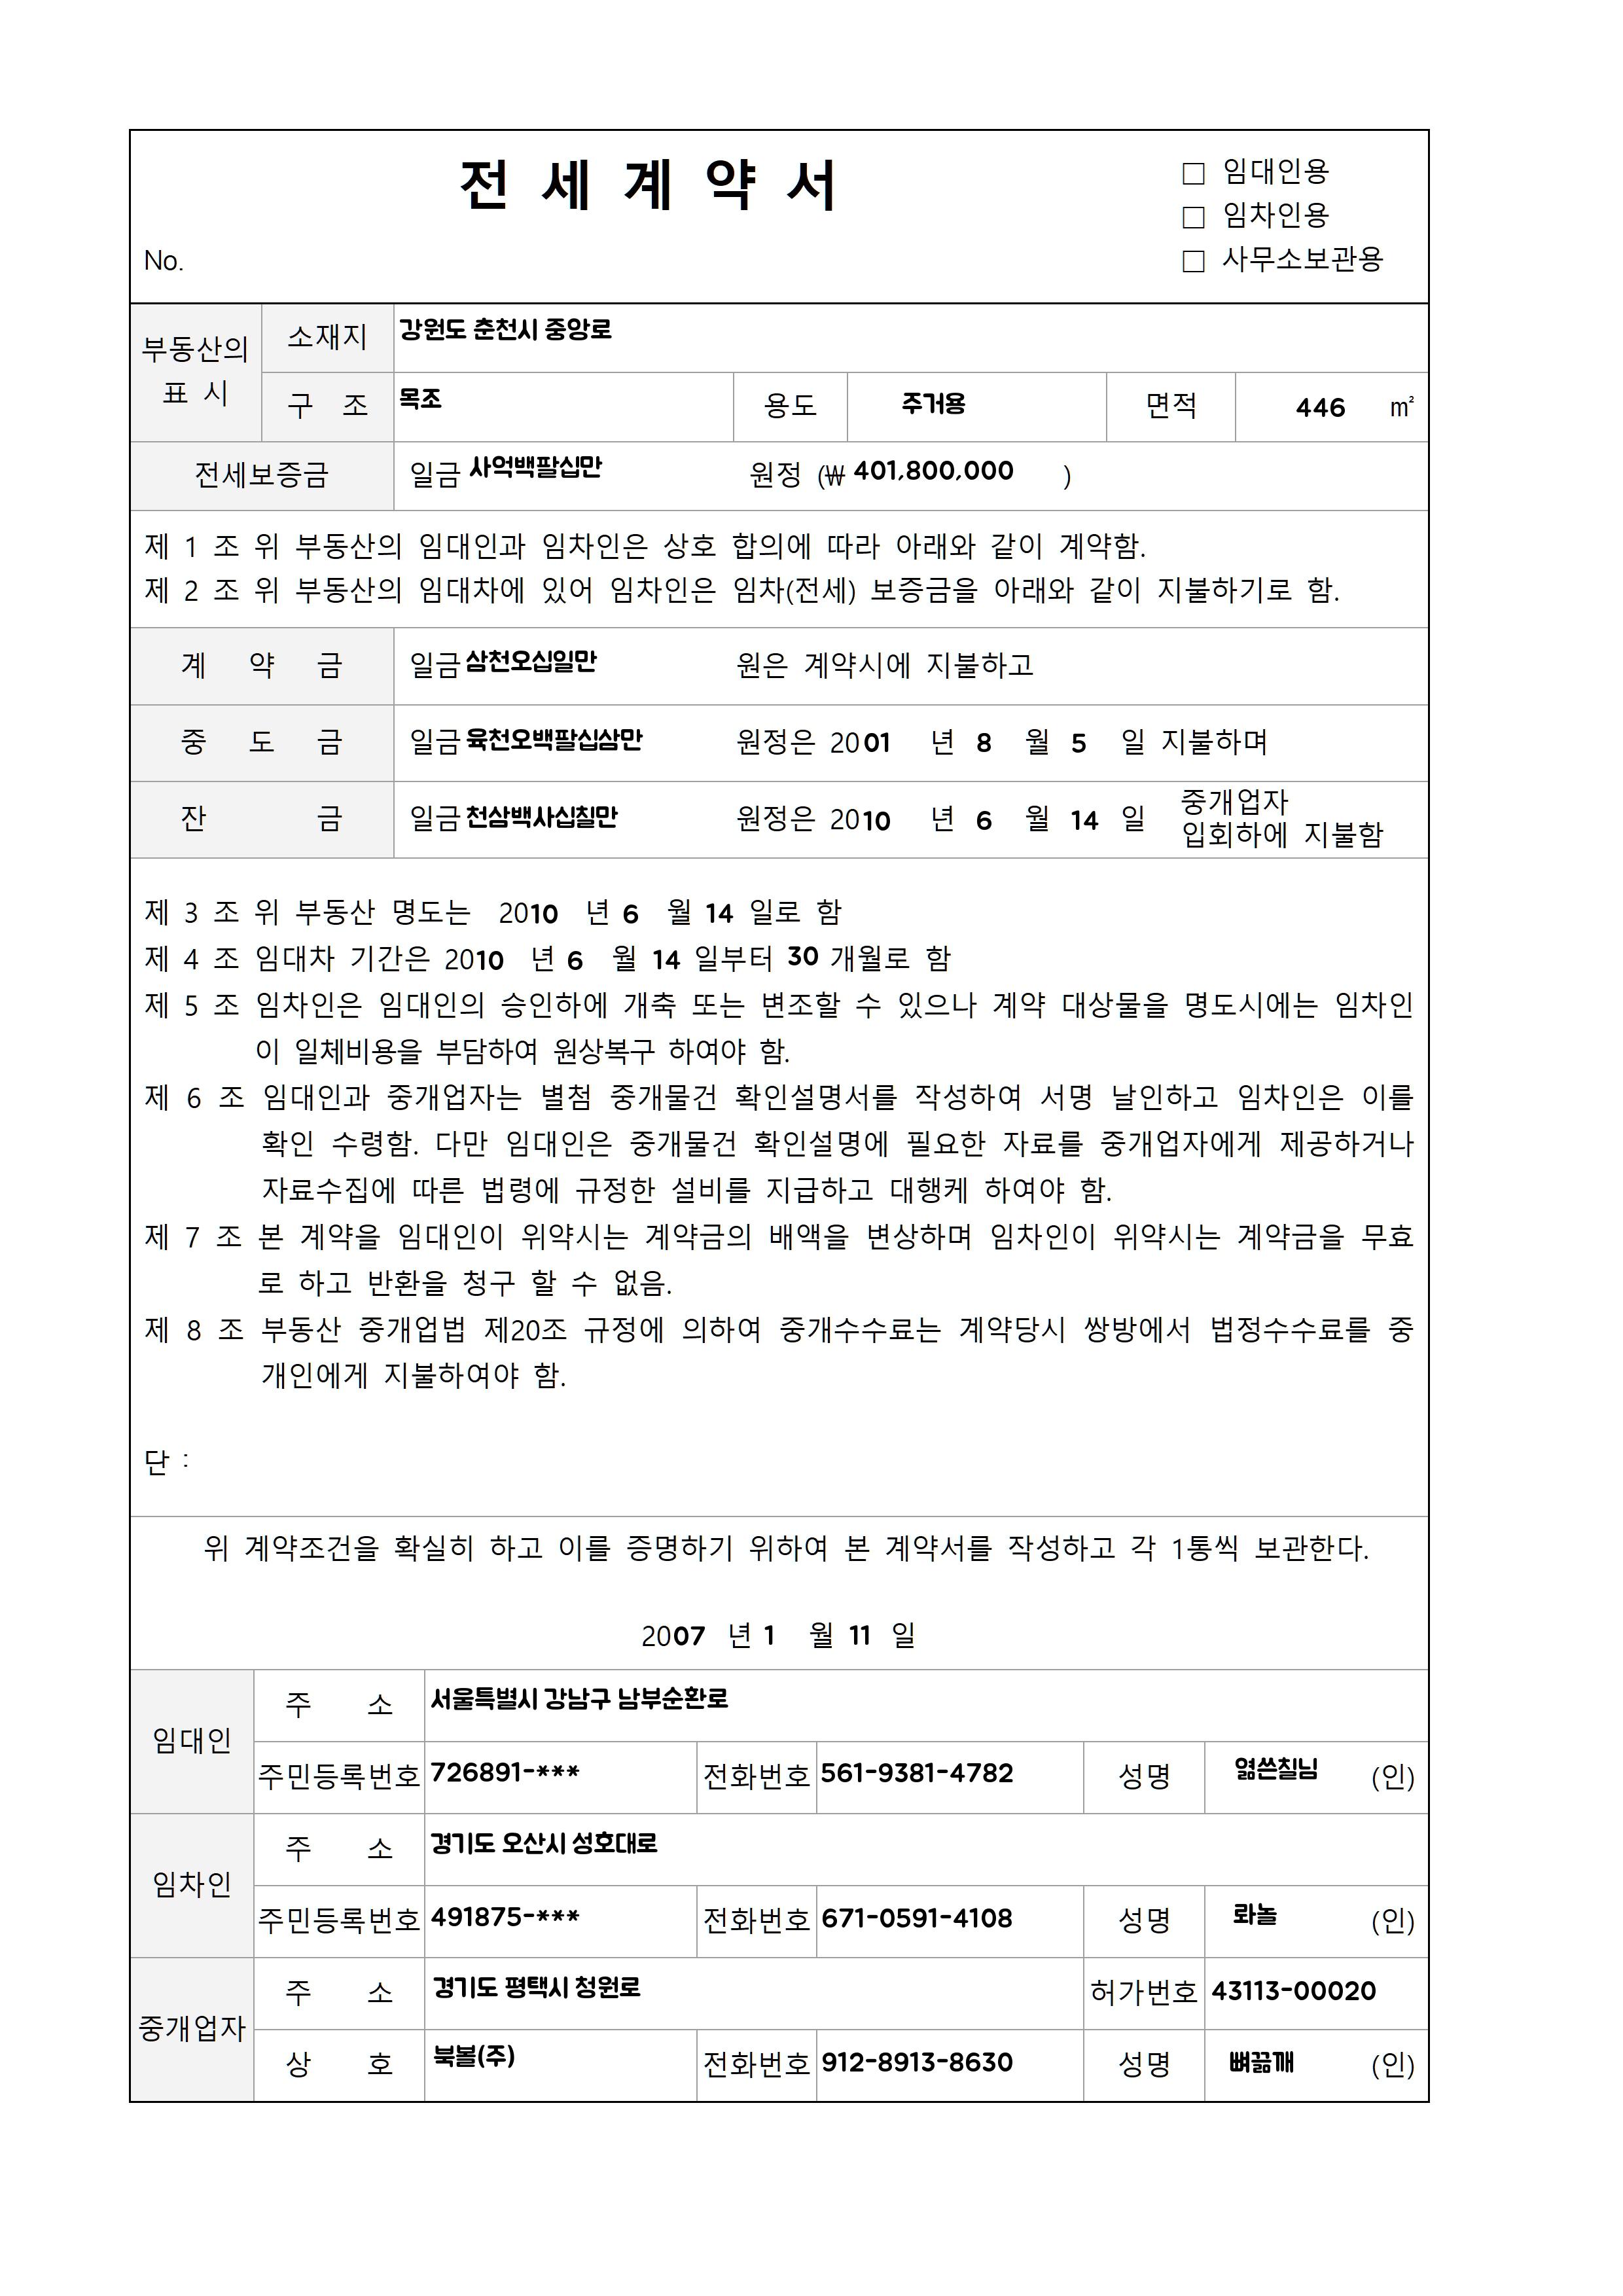 전 세 계 약 서
□ 임대인용
□ 임차인용
□ 사무소보관용
No.
부동산의 표 시
소재지 강원도 춘천시 중앙로
구 조 목조 용도 주거용 면적 446 ㎡
전세보증금 일금 사억백팔십만 원정 (₩ 401,800,000 )
제 1 조 위 부동산의 임대인과 임차인은 상호 합의에 따라 아래와 같이 계약함.
제 2 조 위 부동산의 임대차에 있어 임차인은 임차(전세) 보증금을 아래와 같이 지불하기로 함.
계 약 금 일금 삼천오십일만 원은 계약시에 지불하고
중 도 금 일금 육천오백팔십삼만 원정은 2001 년 8 월 5 일 지불하며
잔 금 일금 천삼백사십칠만 원정은 2010 년 6 월 14 일 중개업자
입회하에 지불함
제 3 조 위 부동산 명도는 2010 년 6 월 14 일로 함
제 4 조 임대차 기간은 2010 년 6 월 14 일부터 30 개월로 함
제 5 조 임차인은 임대인의 승인하에 개축 또는 변조할 수 있으나 계약 대상물을 명도시에는 임차인
이 일체비용을 부담하여 원상복구 하여야 함.
제 6 조 임대인과 중개업자는 별첨 중개물건 확인설명서를 작성하여 서명 날인하고 임차인은 이를
확인 수령함. 다만 임대인은 중개물건 확인설명에 필요한 자료를 중개업자에게 제공하거나
자료수집에 따른 법령에 규정한 설비를 지급하고 대행케 하여야 함.
제 7 조 본 계약을 임대인이 위약시는 계약금의 배액을 변상하며 임차인이 위약시는 계약금을 무효
로 하고 반환을 청구 할 수 없음.
제 8 조 부동산 중개업법 제20조 규정에 의하여 중개수수료는 계약당시 쌍방에서 법정수수료를 중
개인에게 지불하여야 함.
단 :
위 계약조건을 확실히 하고 이를 증명하기 위하여 본 계약서를 작성하고 각 1통씩 보관한다.
2007 년 1 월 11 일
임대인
주 소 서울특별시 강남구 남부순환로
주민등록번호 726891-*** 전화번호 561-9381-4782 성명 엶쓴칠님 (인)
임차인
주 소 경기도 오산시 성호대로
주민등록번호 491875-*** 전화번호 671-0591-4108 성명 롸놀 (인)
중개업자
주 소 경기도 평택시 청원로 허가번호 43113-00020
상 호 북볼(주) 전화번호 912-8913-8630 성명 뼈끓깨 (인)